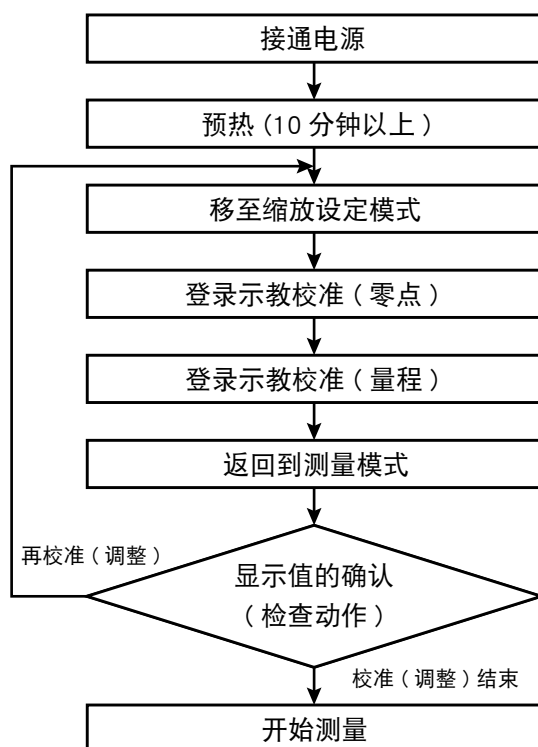 接通电源
预热 (10 分钟以上 )
移至缩放设定模式
登录示教校准 ( 零点 )
登录示教校准 ( 量程 )
返回到测量模式
再校准 ( 调整 )
显示值的确认
( 检查动作 )
校准 ( 调整 ) 结束
开始测量